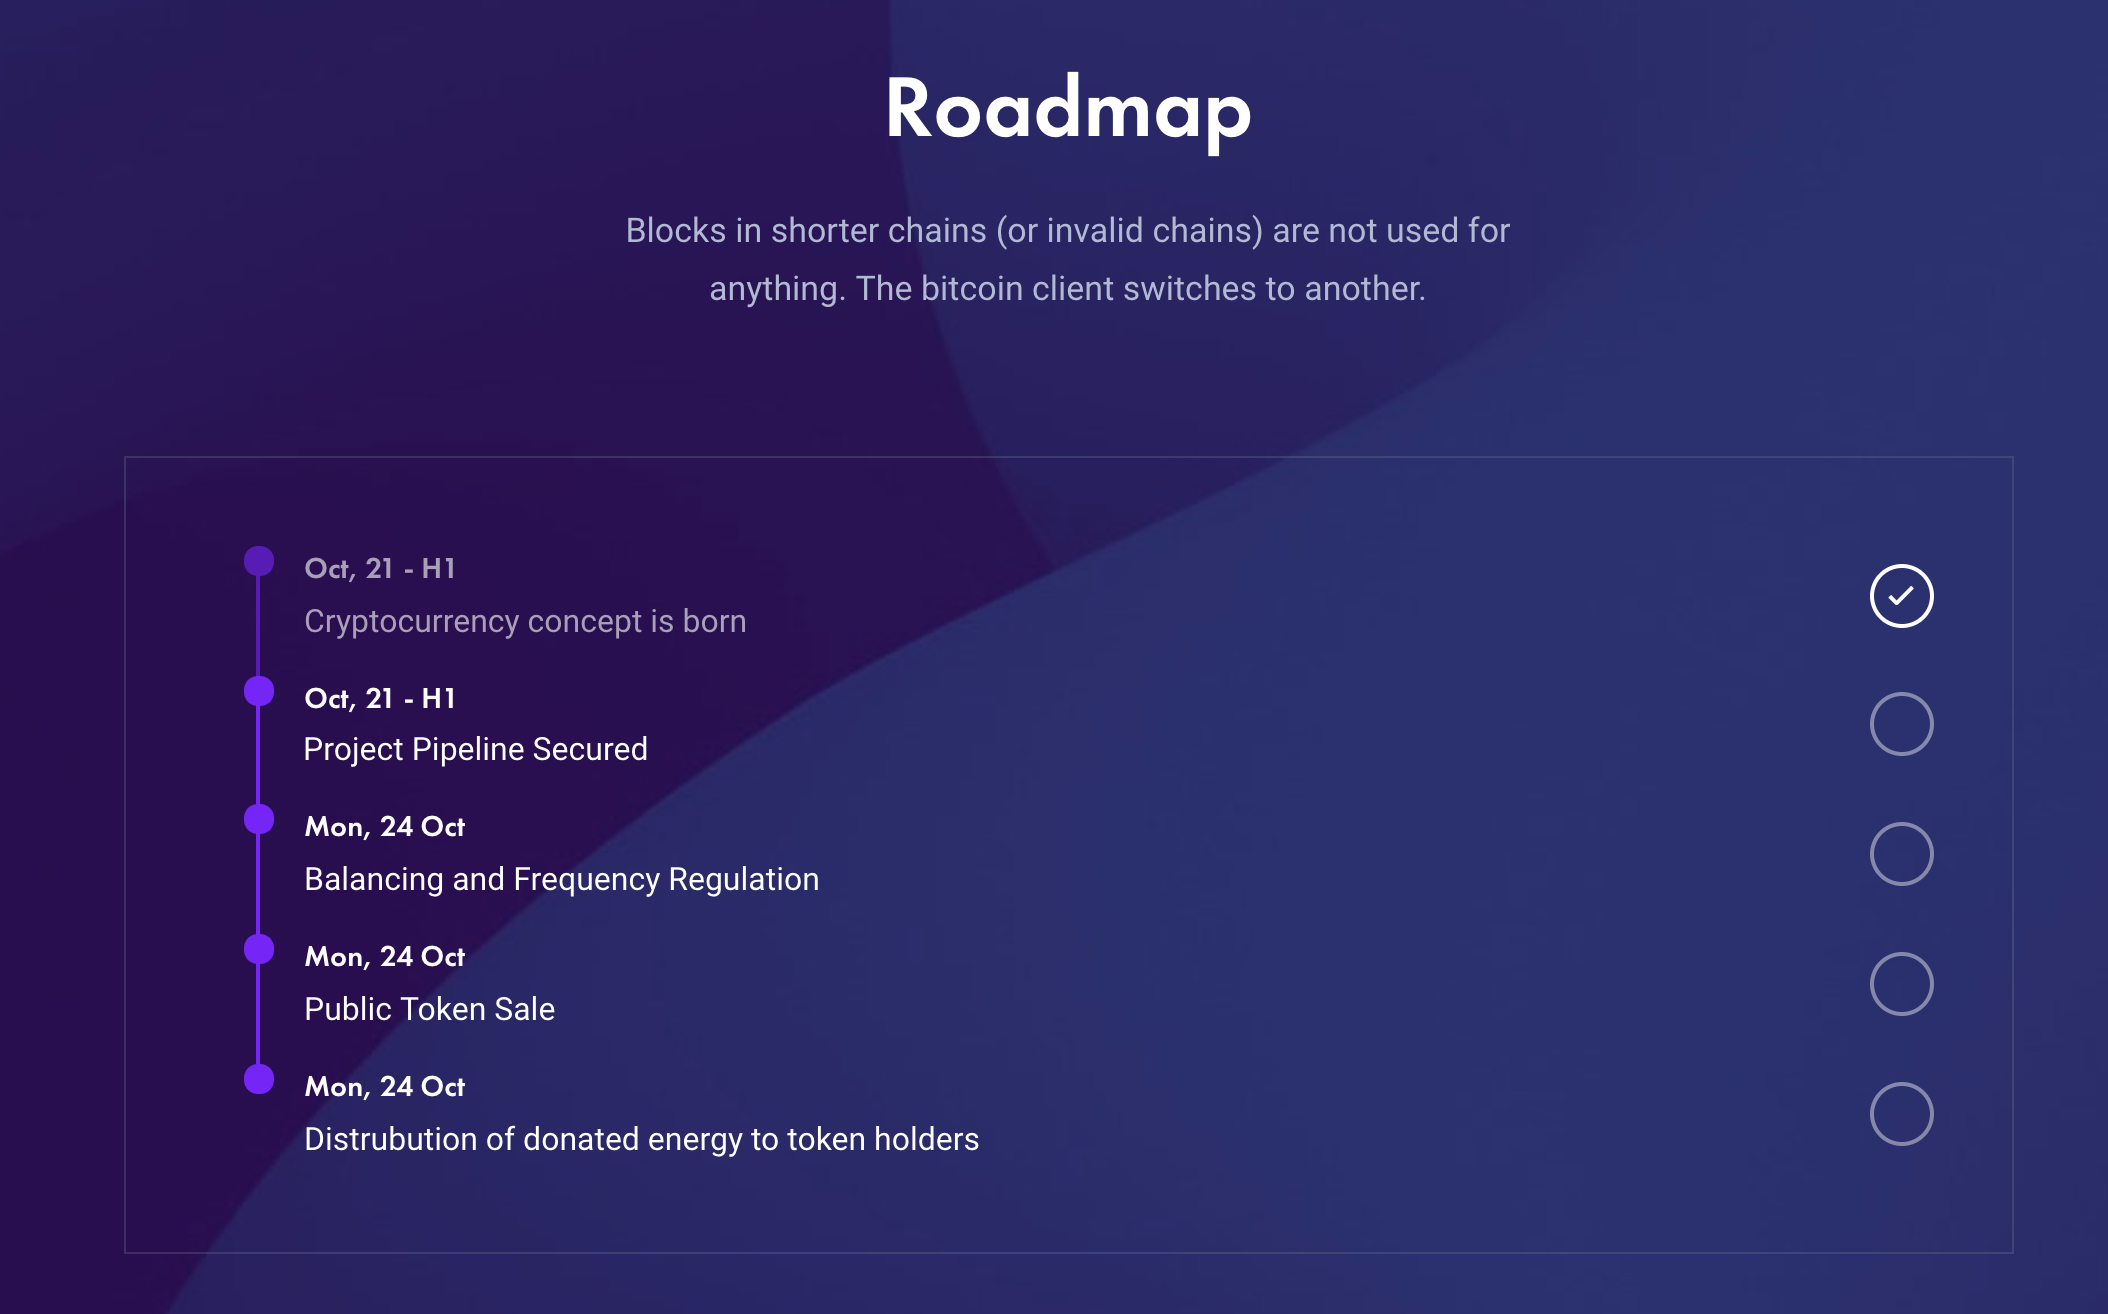 Roadmap
Blocks in shorter chains (or invalid chains) are not used for
anything. The bitcoin client switches to another.
Oct, 21 - H1
Cryptocurrency concept is born
Oct, 21 - H1
Project Pipeline Secured
Mon, 24 Oct
Balancing and Frequency Regulation
Mon, 24 Oct
Public Token Sale
Mon, 24 Oct
Distrubution of donated energy to token holders